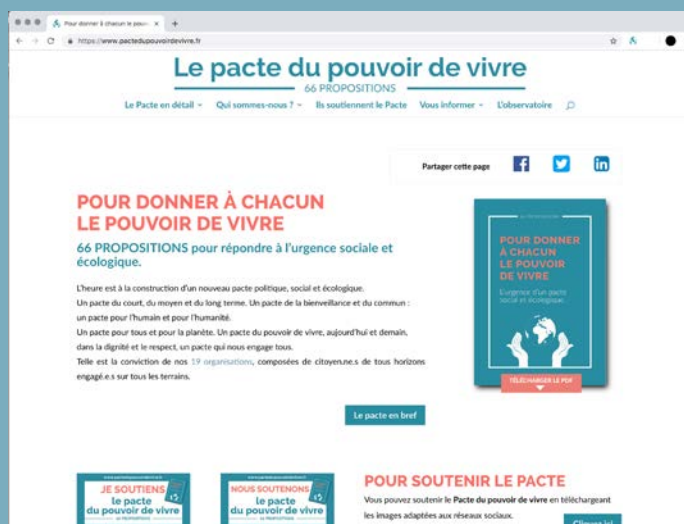 Pour donner à chacun le pouvoir
https://www.pactedupouvoirdevivre.fr
Le pacte du pouvoir de vivre
66 PROPOSITIONS
Le Pacte en détail Qui sommes-nous ? Ils soutiennent le Pacte Vous informer L'observatoire
Partager cette page
POUR DONNER À CHACUN
LE POUVOIR DE VIVRE
66 PROPOSITIONS pour répondre à l'urgence sociale et
écologique.
L'heure est à la construction d'un nouveau pacte politique, social et écologique.
Un pacte du court, du moyen et du long terme. Un pacte de la bienveillance et du commun :
un pacte pour l'humain et pour l'humanité.
Un pacte pour tous et pour la planète. Un pacte du pouvoir de vivre, aujourd'hui et demain,
dans la dignité et le respect, un pacte qui nous engage tous.
Telle est la conviction de nos 19 organisations, composées de citoyen.ne.s de tous horizons
engagé.e.s sur tous les terrains.
Le pacte en bref
POUR DONNER
À CHACUN
LE POUVOIR
DE VIVRE
L'urgence d'un pacte
social et écologique
TÉLÉCHARGER LE PDF
JE SOUTIENS
le pacte
du pouvoir de vivre
66 PROPOSITIONS
NOUS SOUTENONS
le pacte
du pouvoir de vivre
66 PROPOSITIONS
POUR SOUTENIR LE PACTE
Vous pouvez soutenir le Pacte du pouvoir de vivre en téléchargeant
les images adaptées aux réseaux sociaux.
Cliquez ici